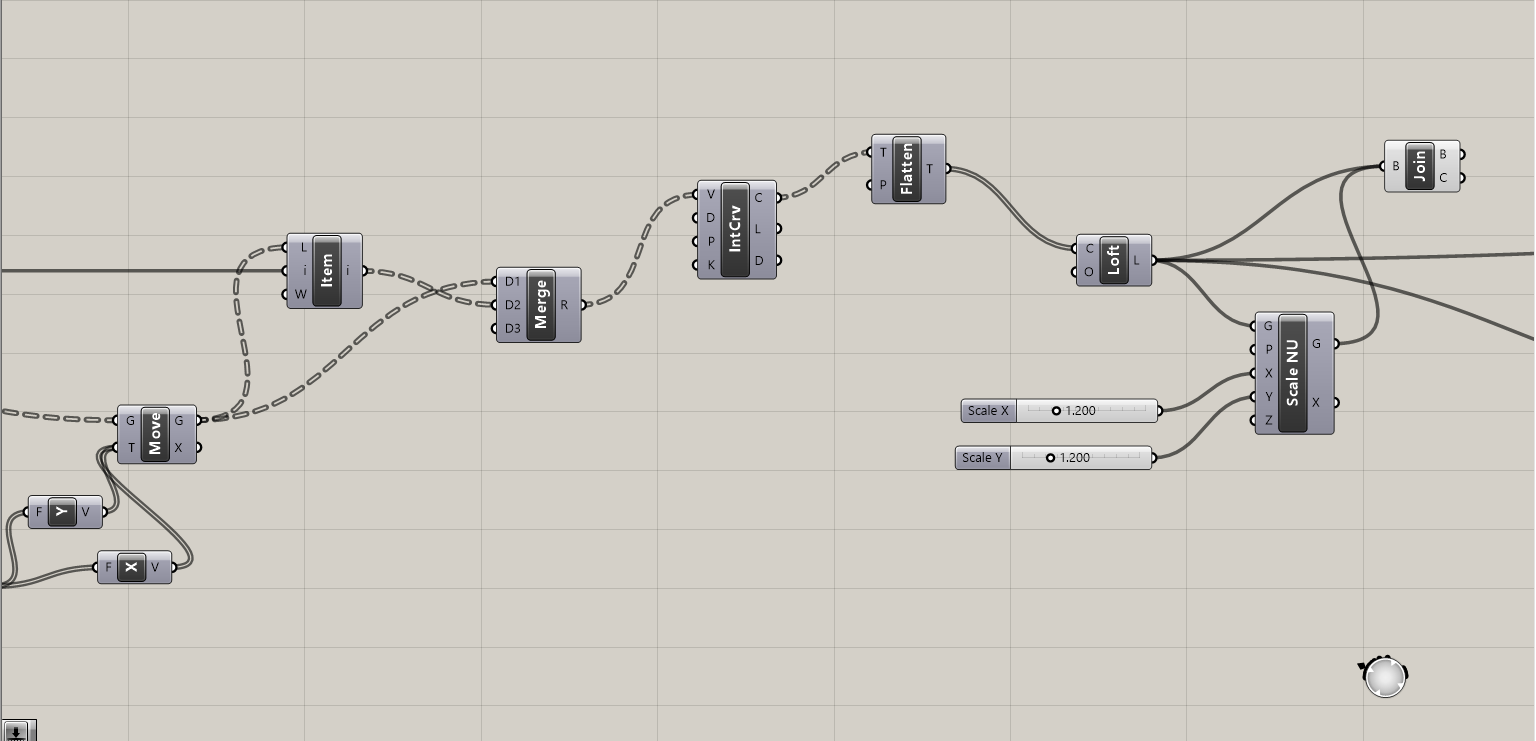 T
Flatten
T
P
B
Join
B
C
V
D
P
K
IntCrv
C
L
D
L
i
W
Item
i
C
O
Loft
L
D1
D2
D3
Merge
R
G
P
X
Y
Z
Scale NU
G
X
G
T
Move
G
X
Scale X
1.200
Scale Y
1.200
F
Y
V
F
X
V